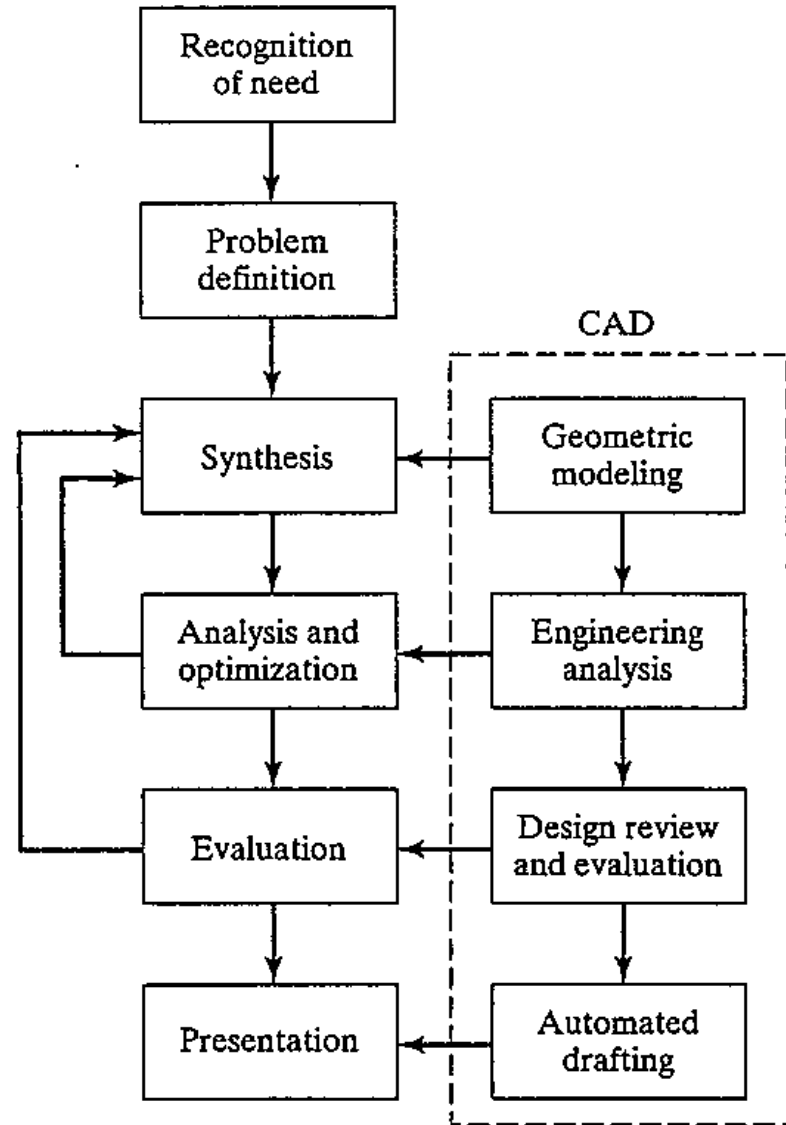 Recognition
of need
Problem
definition
CAD
Synthesis
Geometric
modeling
Analysis and
optimization
Engineering
analysis
Evaluation
Design review
and evaluation
Presentation
Automated
drafting